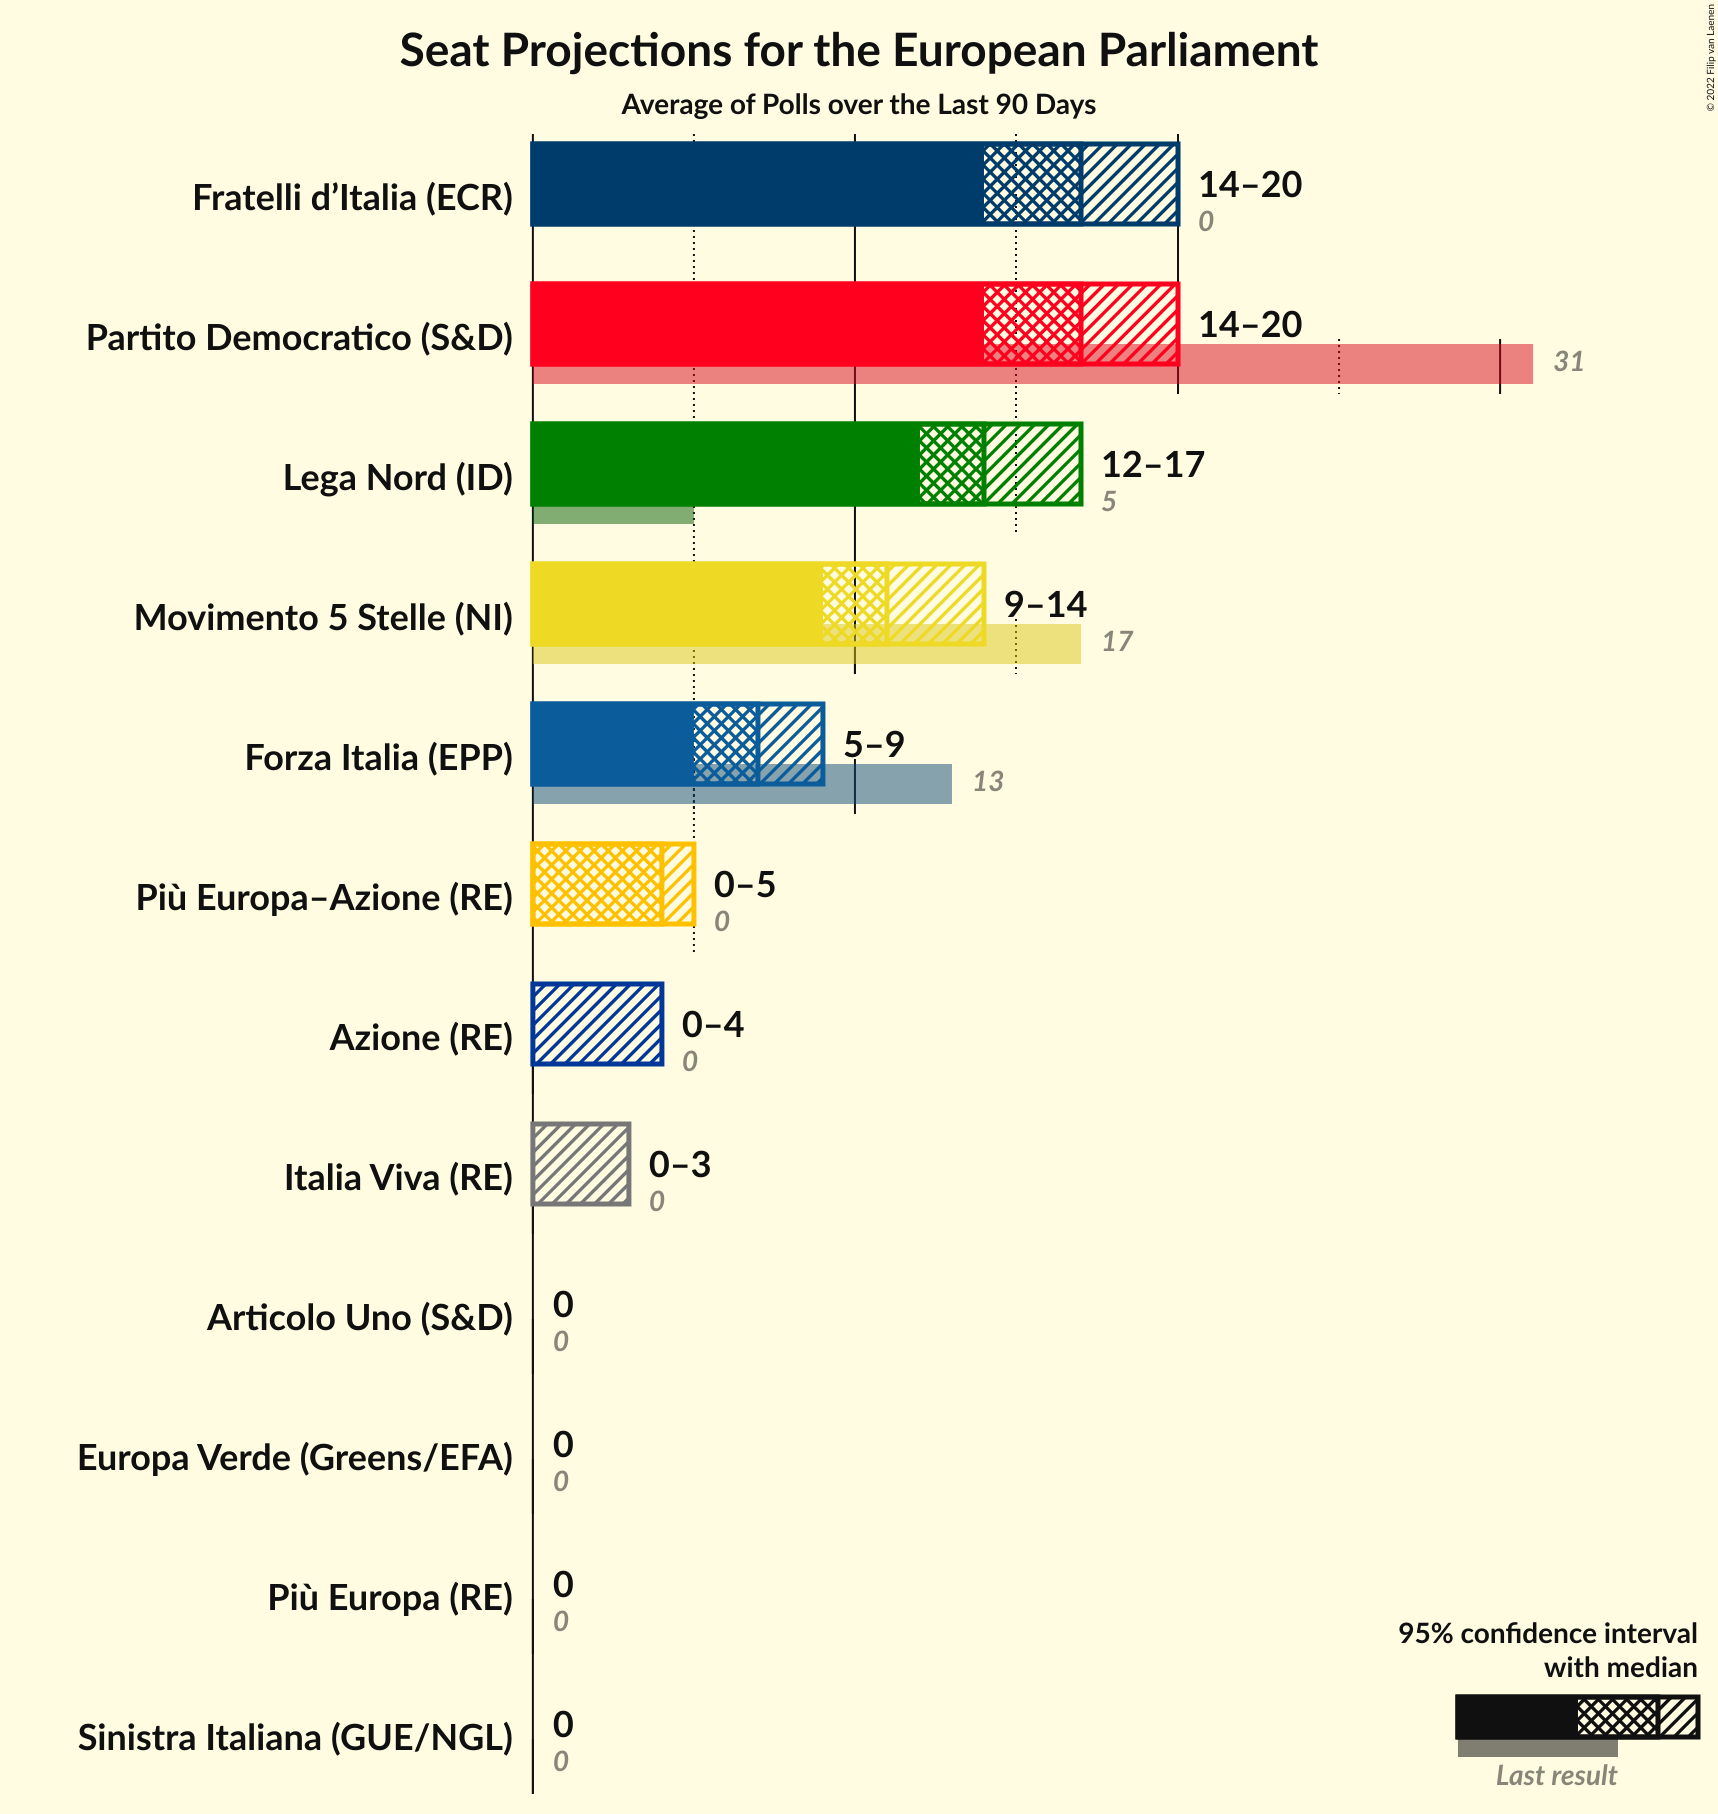 © 2022 Filip van Laenen
Seat Projections for the European Parliament
Average of Polls over the Last 90 Days
Fratelli d’Italia (ECR)
14–20
0
Partito Democratico (S&D)
14–20
31
Lega Nord (ID)
12–17
5
Movimento 5 Stelle (NI)
9–14
17
Forza Italia (EPP)
5–9
13
Più Europa–Azione (RE)
0–5
0
Azione (RE)
0–4
0
Italia Viva (RE)
0–3
0
Articolo Uno (S&D)
0
0
Europa Verde (Greens/EFA)
0
0
Più Europa (RE)
0
0
Sinistra Italiana (GUE/NGL)
0
0
95% confidence interval
with median
Last result